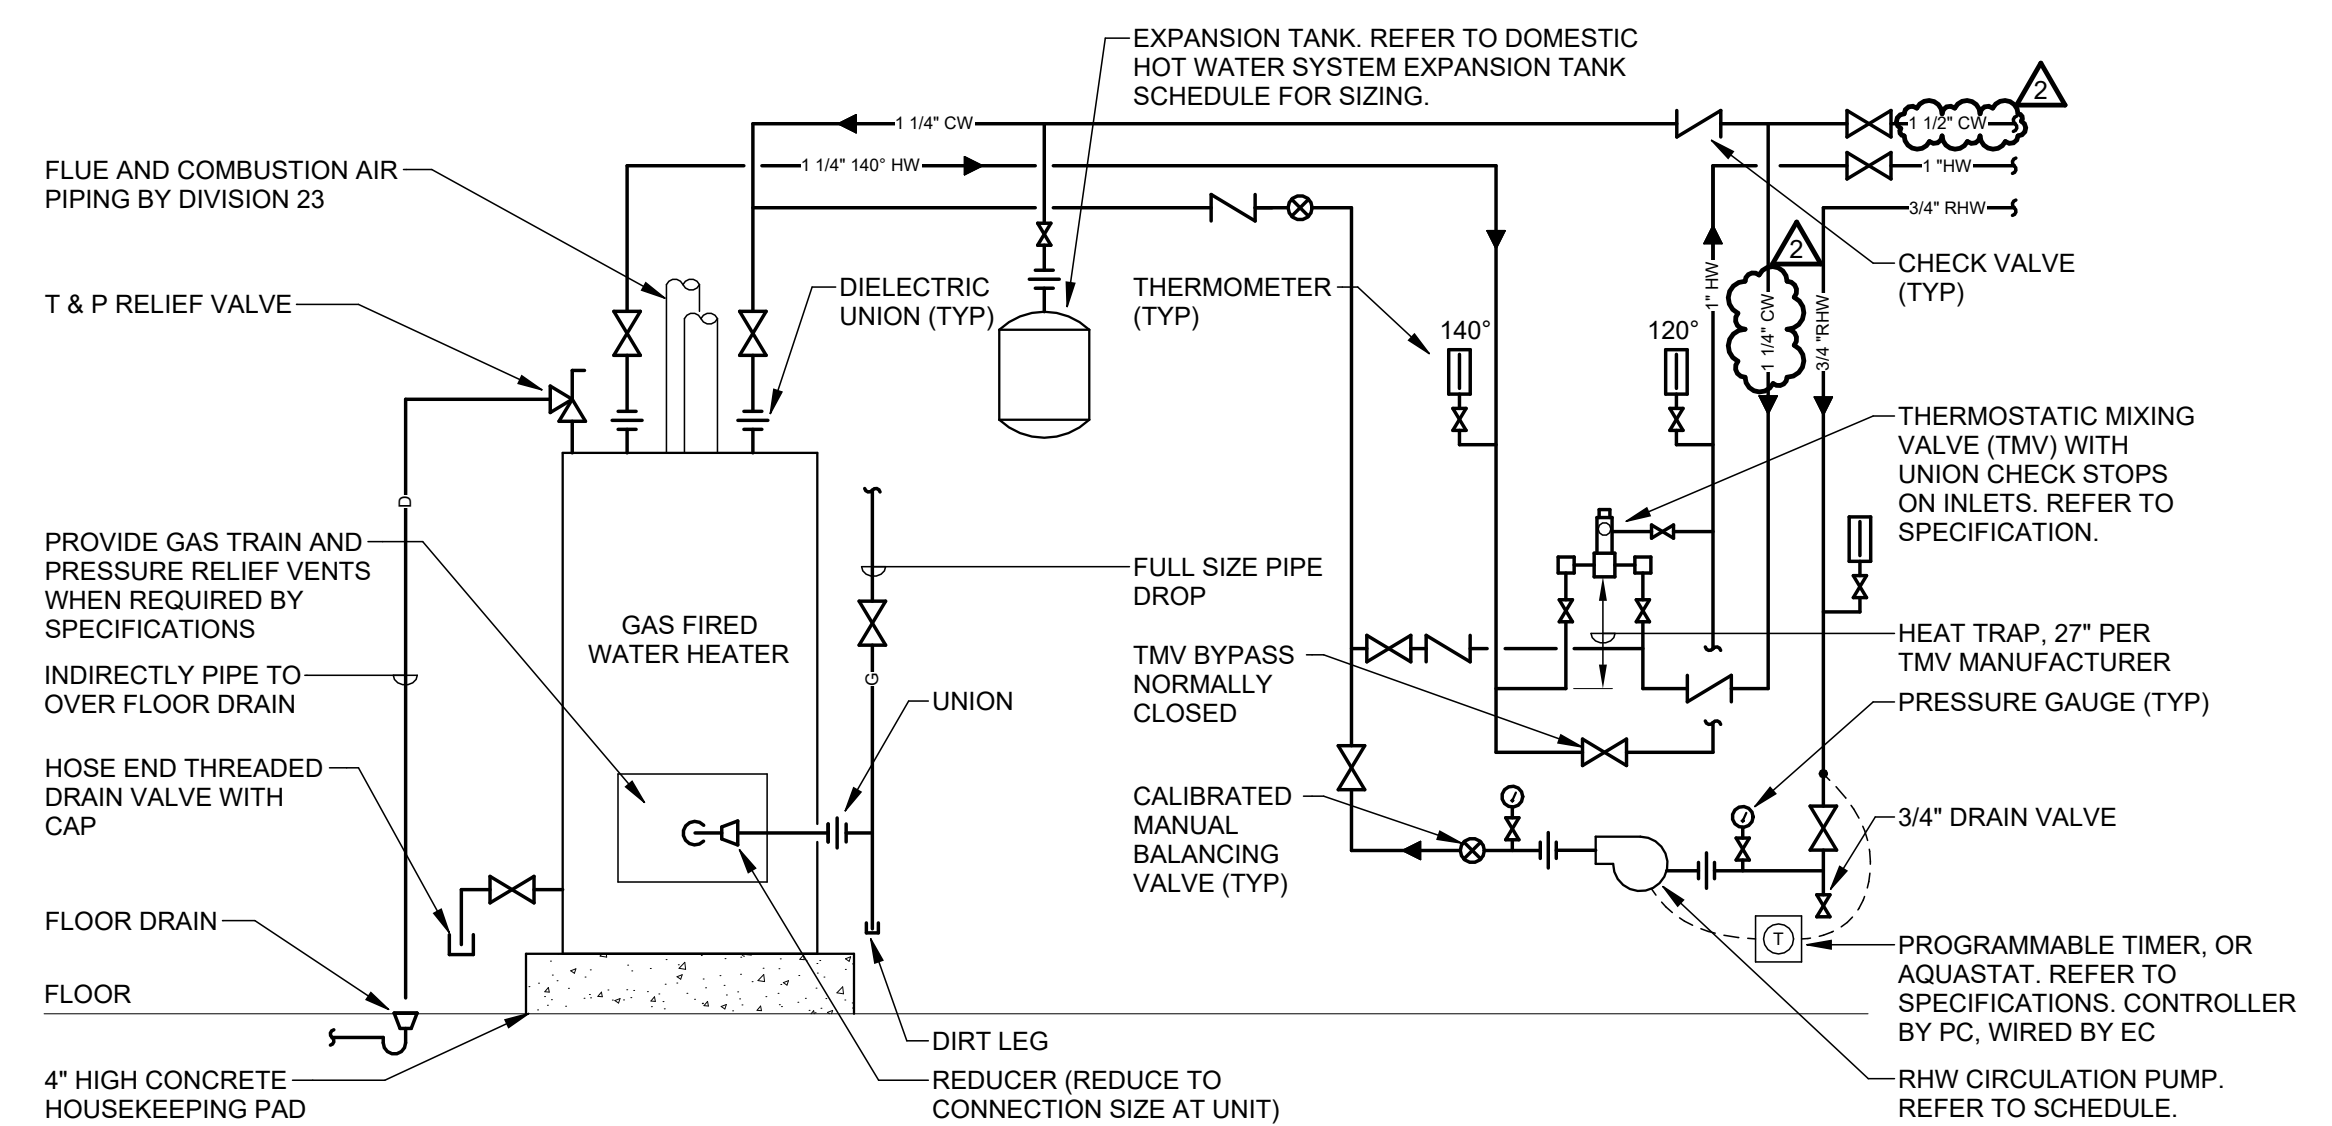 EXPANSION TANK. REFER TO DOMESTIC
HOT WATER SYSTEM EXPANSION TANK
SCHEDULE FOR SIZING.
2
1 1/4" CW
1 1/2" CW
FLUE AND COMBUSTION AIR
PIPING BY DIVISION 23
1 1/4" 140° HW
1 "HW
3/4" RHW
2
T & P RELIEF VALVE
DIELECTRIC
UNION (TYP)
THERMOMETER
(TYP)
CHECK VALVE
(TYP)
1" HW
1 1/4" CW
3/4 "RHW
140°
120°
THERMOSTATIC MIXING
VALVE (TMV) WITH
UNION CHECK STOPS
ON INLETS. REFER TO
SPECIFICATION.
D
PROVIDE GAS TRAIN AND
PRESSURE RELIEF VENTS
WHEN REQUIRED BY
SPECIFICATIONS
FULL SIZE PIPE
DROP
GAS FIRED
WATER HEATER
INDIRECTLY PIPE TO
OVER FLOOR DRAIN
G
TMV BYPASS
NORMALLY
CLOSED
HEAT TRAP, 27" PER
TMV MANUFACTURER
UNION
PRESSURE GAUGE (TYP)
HOSE END THREADED
DRAIN VALVE WITH
CAP
CALIBRATED
MANUAL
BALANCING
VALVE (TYP)
3/4" DRAIN VALVE
FLOOR DRAIN
T
PROGRAMMABLE TIMER, OR
AQUASTAT. REFER TO
SPECIFICATIONS. CONTROLLER
BY PC, WIRED BY EC
FLOOR
DIRT LEG
4" HIGH CONCRETE
HOUSEKEEPING PAD
REDUCER (REDUCE TO
CONNECTION SIZE AT UNIT)
RHW CIRCULATION PUMP.
REFER TO SCHEDULE.